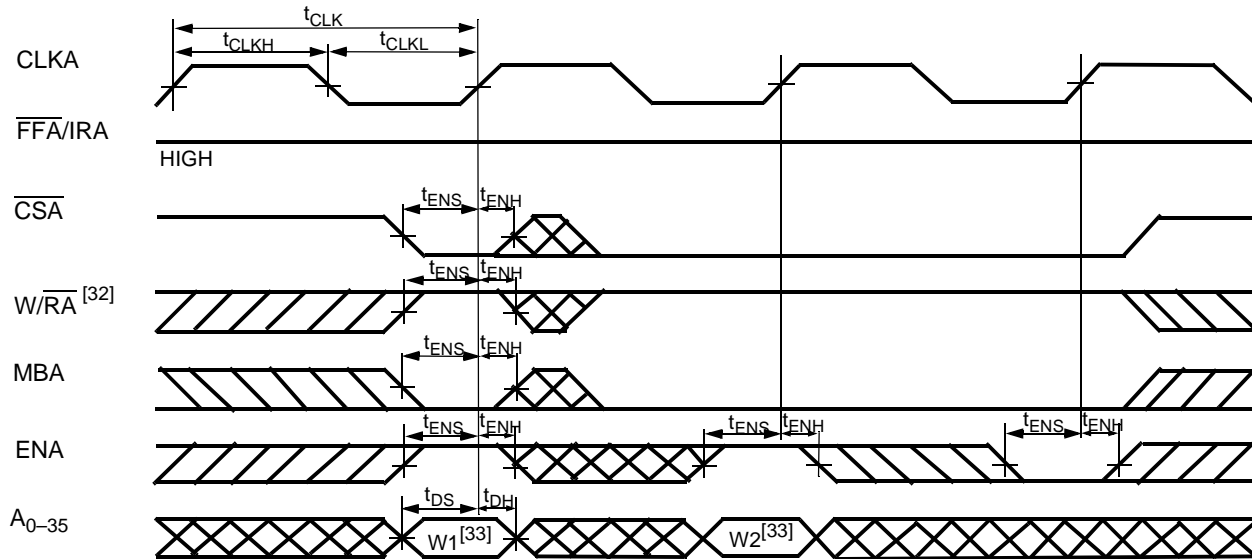 tCLK
tCLKH tCLKL
CLKA
FFA/IRA
HIGH
tENS tENH
CSA
tENS tENH
W/RA [32]
tENS tENH
MBA
tENS tENH tENS tENH tENS tENH
ENA
tDS tDH
A0–35
W1[33] W2[33]